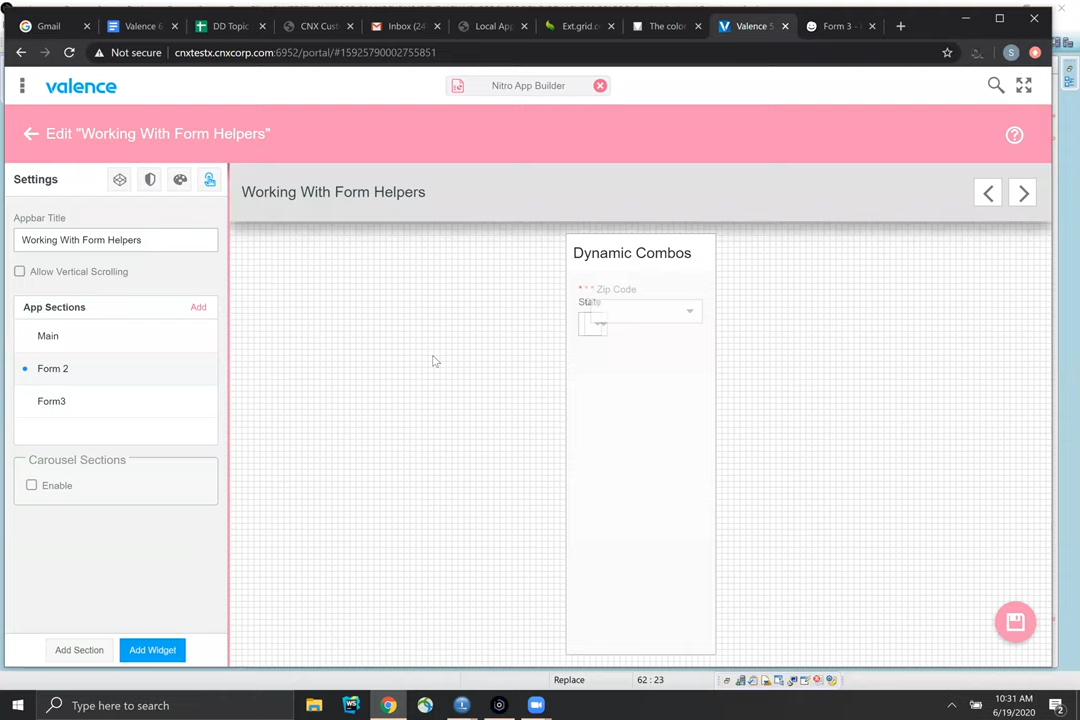 Gmail
Valence 6
DD Topic
CNX Cust
Inbox (24
Local App
Ext.grid.c
The color
Valence 5
Form 3 -
Not secure
cnxtestx.cnxcorp.com:6952/portal/#15925790002755851
S
valence
Nitro App Builder
Edit "Working With Form Helpers"
Settings
Working With Form Helpers
Appbar Title
Working With Form Helpers
Allow Vertical Scrolling
App Sections
Add
Main
Form 2
Form3
Carousel Sections
Enable
Dynamic Combos
* * * Zip Code
State
Add Section
Add Widget
Replace
62 : 23
Type here to search
WS
10:31 AM
6/19/2020
2